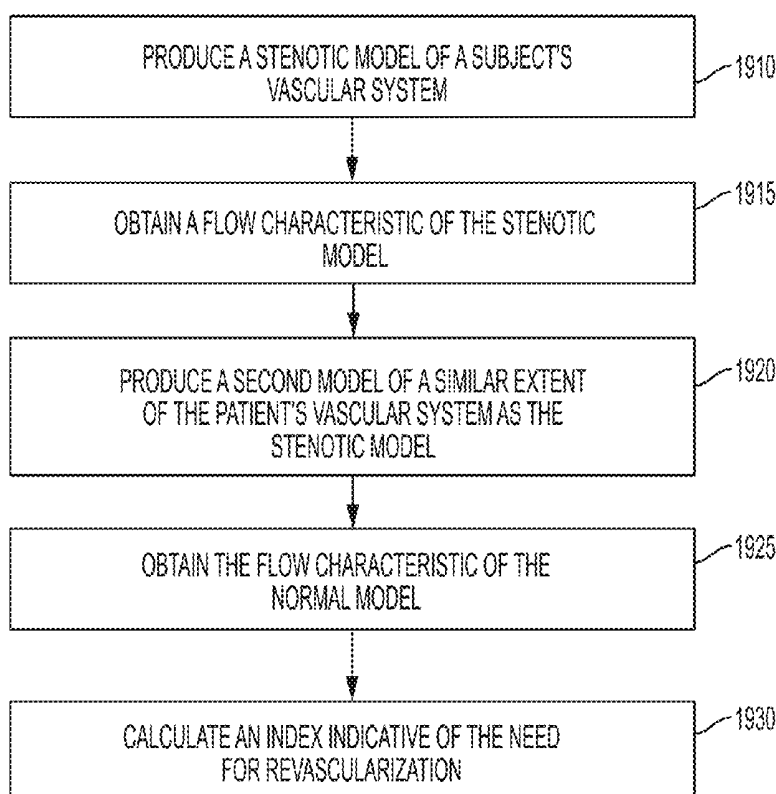 PRODUCE A STENOTIC MODEL OF A SUBJECT'S
VASCULAR SYSTEM
1910
OBTAIN A FLOW CHARACTERISTIC OF THE STENOTIC
MODEL
1915
PRODUCE A SECOND MODEL OF A SIMILAR EXTENT
OF THE PATIENT'S VASCULAR SYSTEM AS THE
STENOTIC MODEL
1920
OBTAIN THE FLOW CHARACTERISTIC OF THE
NORMAL MODEL
1925
CALCULATE AN INDEX INDICATIVE OF THE NEED
FOR REVASCULARIZATION
1930